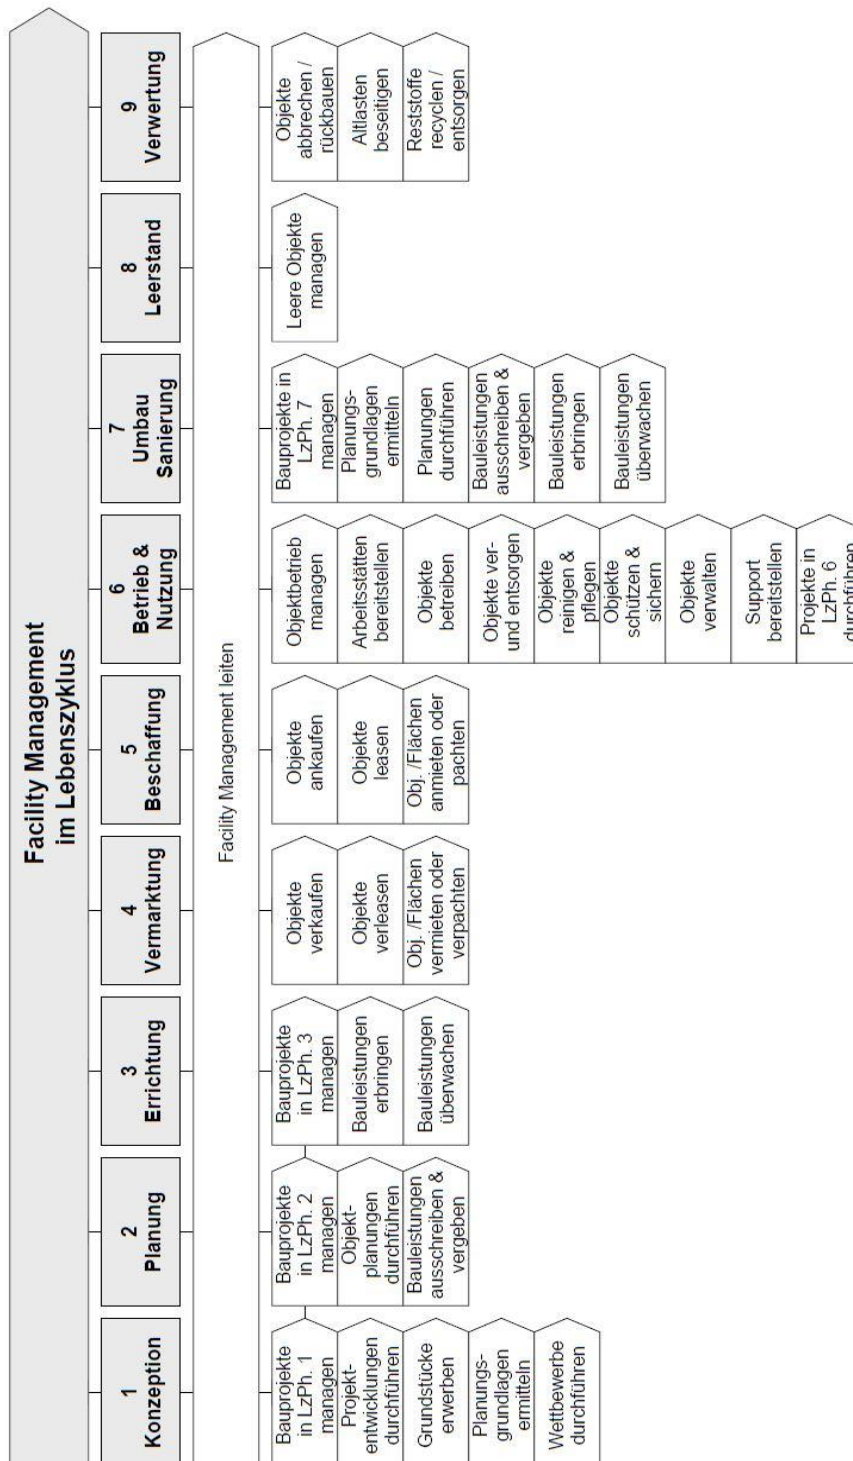 Facility Management
im Lebenszyklus
1
Konzeption
2
Planung
3
Errichtung
4
Vermarktung
5
Beschaffung
6
Betrieb &
Nutzung
7
Umbau
Sanierung
8
Leerstand
9
Verwertung
Facility Management leiten
Bauprojekte
in LzPh. 1
managen
Projekt-
entwicklungen
durchführen
Grundstücke
erwerben
Planungs-
grundlagen
ermitteln
Wettbewerbe
durchführen
Bauprojekte
in LzPh. 2
managen
Objekt-
planungen
durchführen
Bauleistungen
ausschreiben &
vergeben
Bauprojekte
in LzPh. 3
managen
Bauleistungen
erbringen
Bauleistungen
überwachen
Objekte
verkaufen
Objekte
verleasen
Obj. /Flächen
vermieten oder
verpachten
Objekte
ankaufen
Objekte
leasen
Obj. /Flächen
anmieten oder
pachten
Objektbetrieb
managen
Arbeitsstätten
bereitstellen
Objekte
betreiben
Objekte ver-
und entsorgen
Objekte
reinigen &
pflegen
Objekte
schützen &
sichern
Objekte
verwalten
Support
bereitstellen
Projekte in
LzPh. 6
durchführen
Bauprojekte in
LzPh. 7
managen
Planungs-
grundlagen
ermitteln
Planungen
durchführen
Bauleistungen
ausschreiben &
vergeben
Bauleistungen
erbringen
Bauleistungen
überwachen
Leere Objekte
managen
Objekte
abbrechen /
rückbauen
Altlasten
beseitigen
Reststoffe
recyclen /
entsorgen